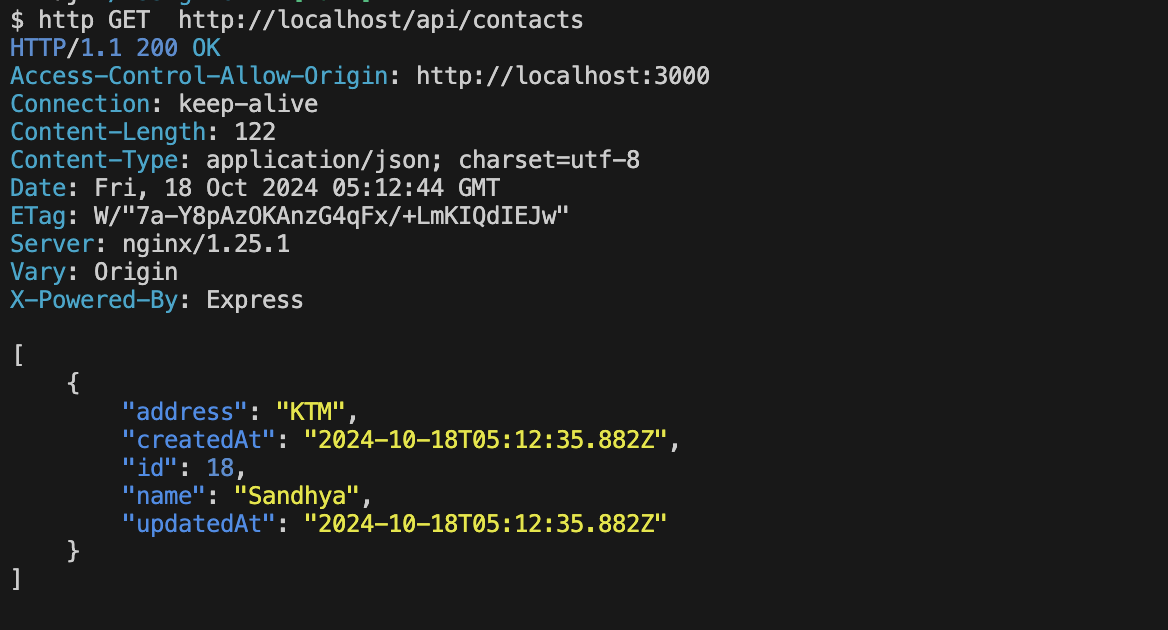 $ http GET  http://localhost/api/contacts
HTTP/1.1 200 OK
Access-Control-Allow-Origin: http://localhost:3000
Connection: keep-alive
Content-Length: 122
Content-Type: application/json; charset=utf-8
Date: Fri, 18 Oct 2024 05:12:44 GMT
ETag: W/"7a-Y8pAzOKAnzG4qFx/+LmKIQdIEJw"
Server: nginx/1.25.1
Vary: Origin
X-Powered-By: Express

[
    {
        "address": "KTM",
        "createdAt": "2024-10-18T05:12:35.882Z",
        "id": 18,
        "name": "Sandhya",
        "updatedAt": "2024-10-18T05:12:35.882Z"
    }
]